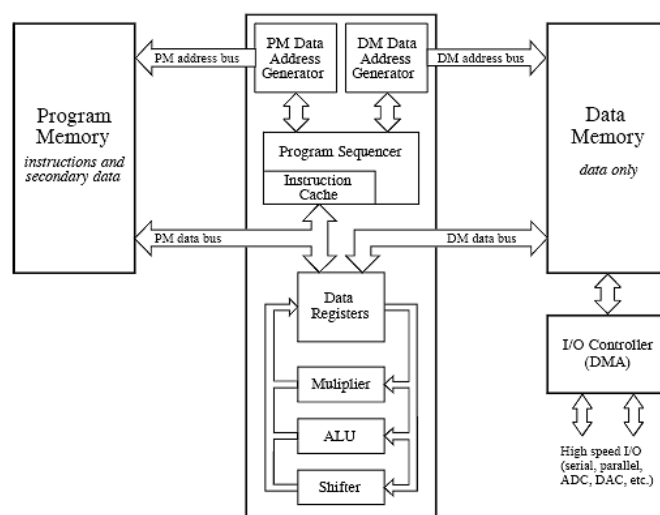 PM Data
Address
Generator
DM Data
Address
Generator
PM address bus
DM address bus
Program
Memory
instructions and
secondary data
Data
Memory
data only
Program Sequencer
Instruction
Cache
PM data bus
DM data bus
Data
Registers
I/O Controller
(DMA)
Muliplier
ALU
Shifter
High speed I/O
(serial, parallel,
ADC, DAC, etc.)